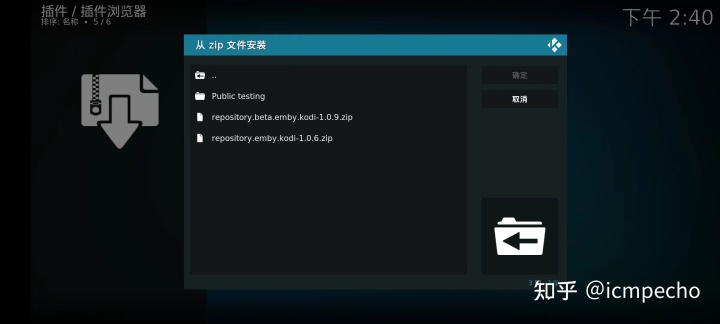 插件 / 插件浏览器
排序: 名称 • 5 / 6
下午 2:40
从 zip 文件安装
..
Public testing
repository.beta.emby.kodi-1.0.9.zip
repository.emby.kodi-1.0.6.zip
确定
取消
知乎 @icmpecho